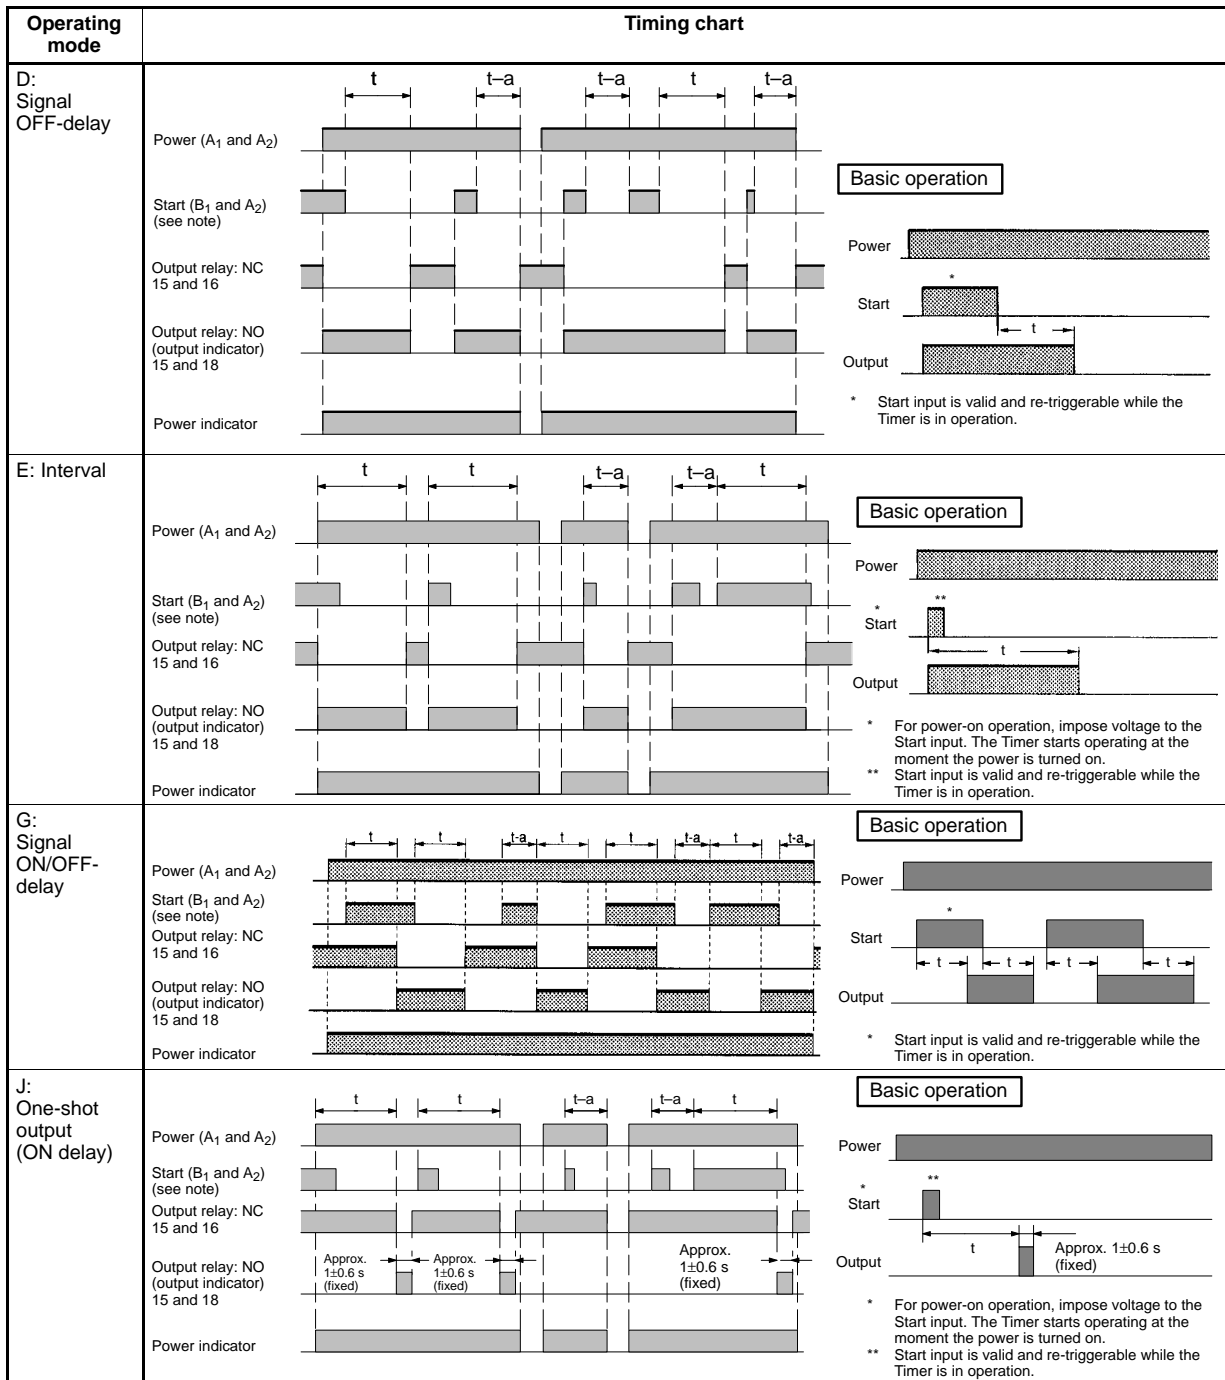 Operating
mode
Timing chart
D:
Signal
OFF-delay
t
t–a
t–a
t
t–a
Power (A1 and A2)
Start (B1 and A2)
(see note)
Output relay: NC
15 and 16
Output relay: NO
(output indicator)
15 and 18
Power indicator
Basic operation
Power
*
Start
t
Output
* Start input is valid and re-triggerable while the
Timer is in operation.
E: Interval
t
t
t–a
t–a
t
Power (A1 and A2)
Start (B1 and A2)
(see note)
Output relay: NC
15 and 16
Output relay: NO
(output indicator)
15 and 18
Power indicator
Basic operation
Power
* **
Start
t
Output
* For power-on operation, impose voltage to the
Start input. The Timer starts operating at the
moment the power is turned on.
** Start input is valid and re-triggerable while the
Timer is in operation.
G:
Signal
ON/OFF-
delay
t
t
t-a
t
t
t-a
t
t-a
Power (A1 and A2)
Start (B1 and A2)
(see note)
Output relay: NC
15 and 16
Output relay: NO
(output indicator)
15 and 18
Power indicator
Basic operation
Power
*
Start
t t t t
Output
* Start input is valid and re-triggerable while the
Timer is in operation.
J:
One-shot
output
(ON delay)
t
t
t–a
t–a
t
Power (A1 and A2)
Start (B1 and A2)
(see note)
Output relay: NC
15 and 16
Output relay: NO
(output indicator)
15 and 18
Approx.
1±0.6 s
(fixed)
Approx.
1±0.6 s
(fixed)
Approx.
1±0.6 s
(fixed)
Power indicator
Basic operation
Power
* **
Start
t
Approx. 1±0.6 s
(fixed)
Output
* For power-on operation, impose voltage to the
Start input. The Timer starts operating at the
moment the power is turned on.
** Start input is valid and re-triggerable while the
Timer is in operation.